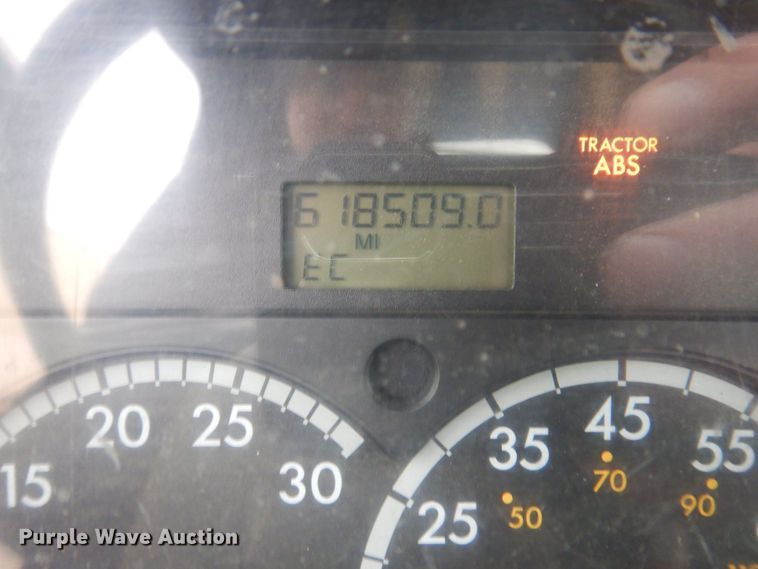 TRACTOR
ABS
618509.0
MI
EC
15 20 25 30
25 35 45 55
50 70 90
Purple Wave Auction